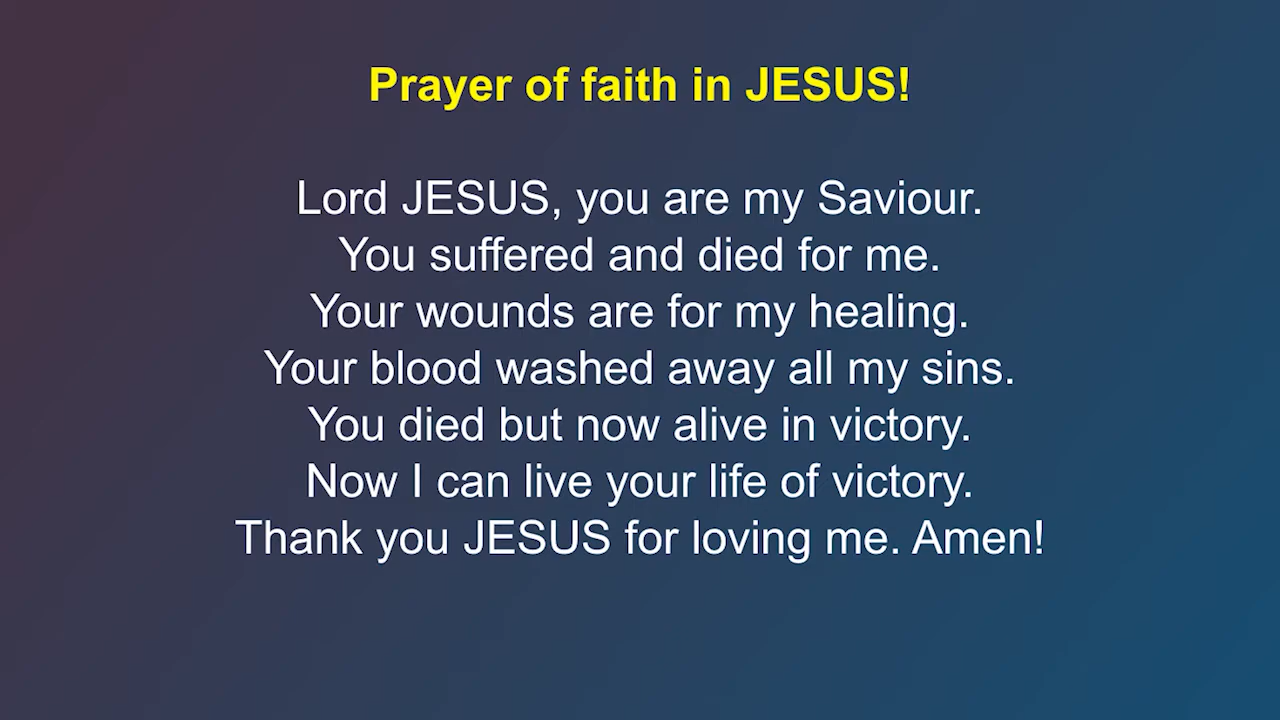 Prayer of faith in JESUS!
Lord JESUS, you are my Saviour.
You suffered and died for me.
Your wounds are for my healing.
Your blood washed away all my sins.
You died but now alive in victory.
Now I can live your life of victory.
Thank you JESUS for loving me. Amen!